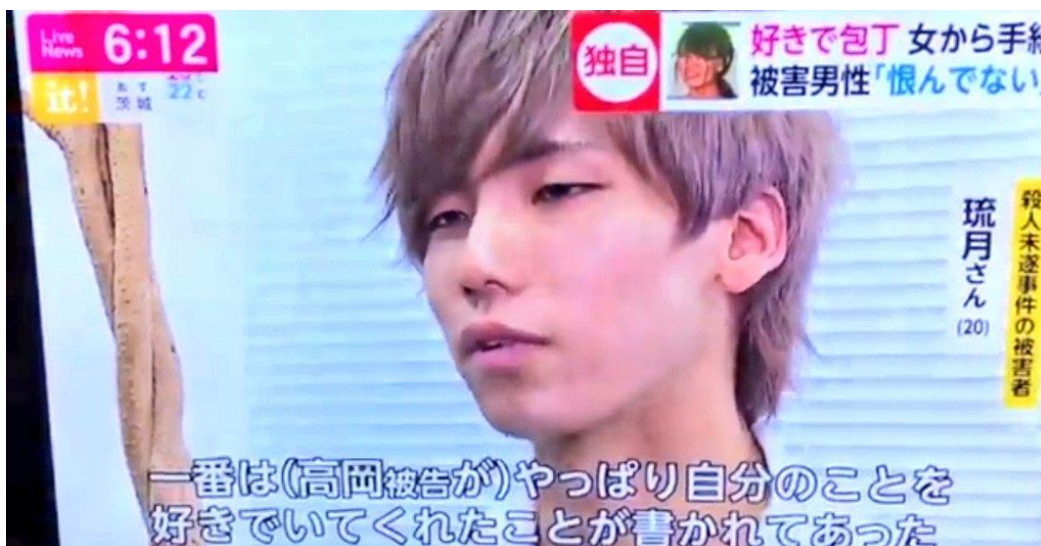 Live
News
6:12
it!
あす
茨城
22℃
独自
好きで包丁 女から手紙
被害男性「恨んでない」
殺人未遂事件の被害者
琉月さん
(20)
一番は(高岡被告が)やっぱり自分のことを
好きでいてくれたことが書かれてあった